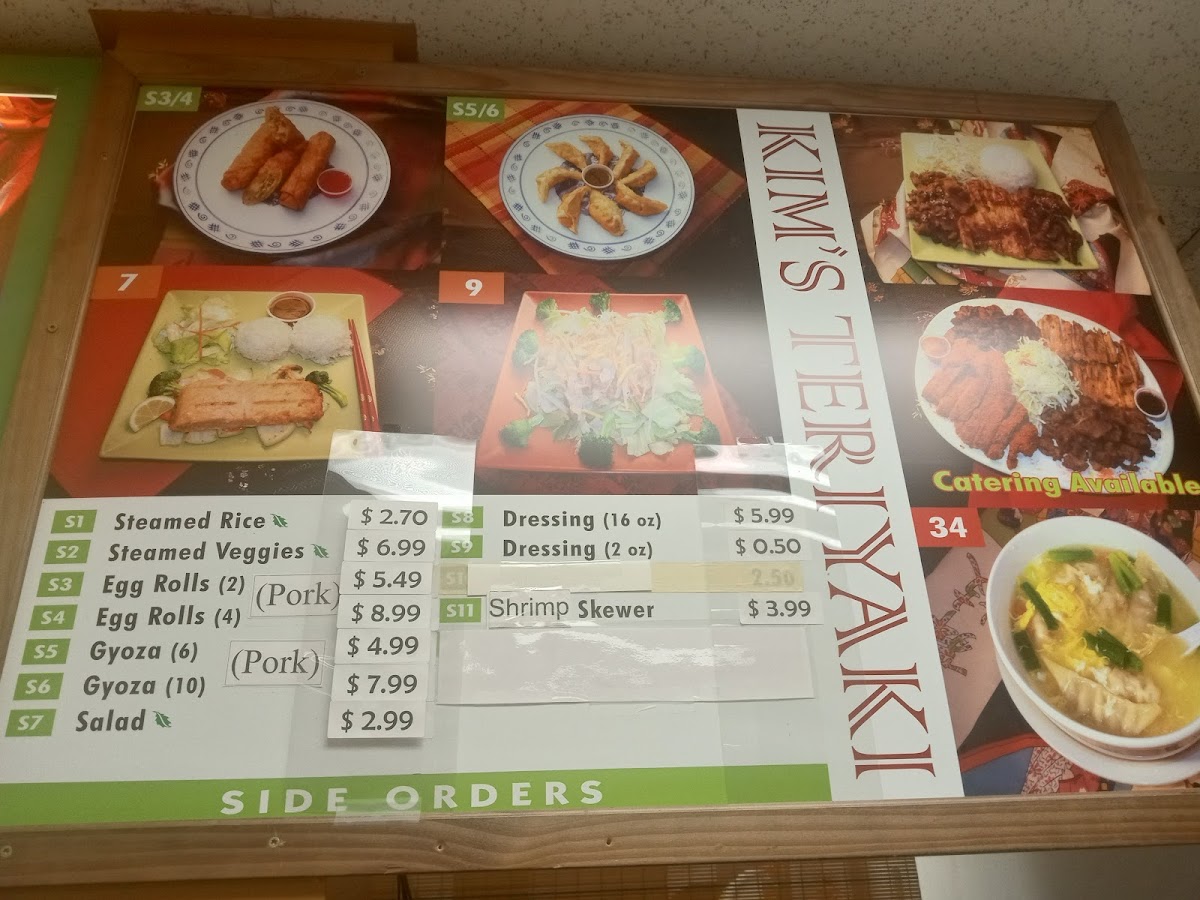 S3/4
S5/6
7
9
KIM'S TERIYAKI
Catering Available
34
S1 Steamed Rice $ 2.70
S2 Steamed Veggies $ 6.99
S3 Egg Rolls (2) (Pork) $ 5.49
S4 Egg Rolls (4) $ 8.99
S5 Gyoza (6) (Pork) $ 4.99
S6 Gyoza (10) $ 7.99
S7 Salad $ 2.99
S8 Dressing (16 oz) $ 5.99
S9 Dressing (2 oz) $ 0.50
2.50
S11 Shrimp Skewer $ 3.99
SIDE ORDERS